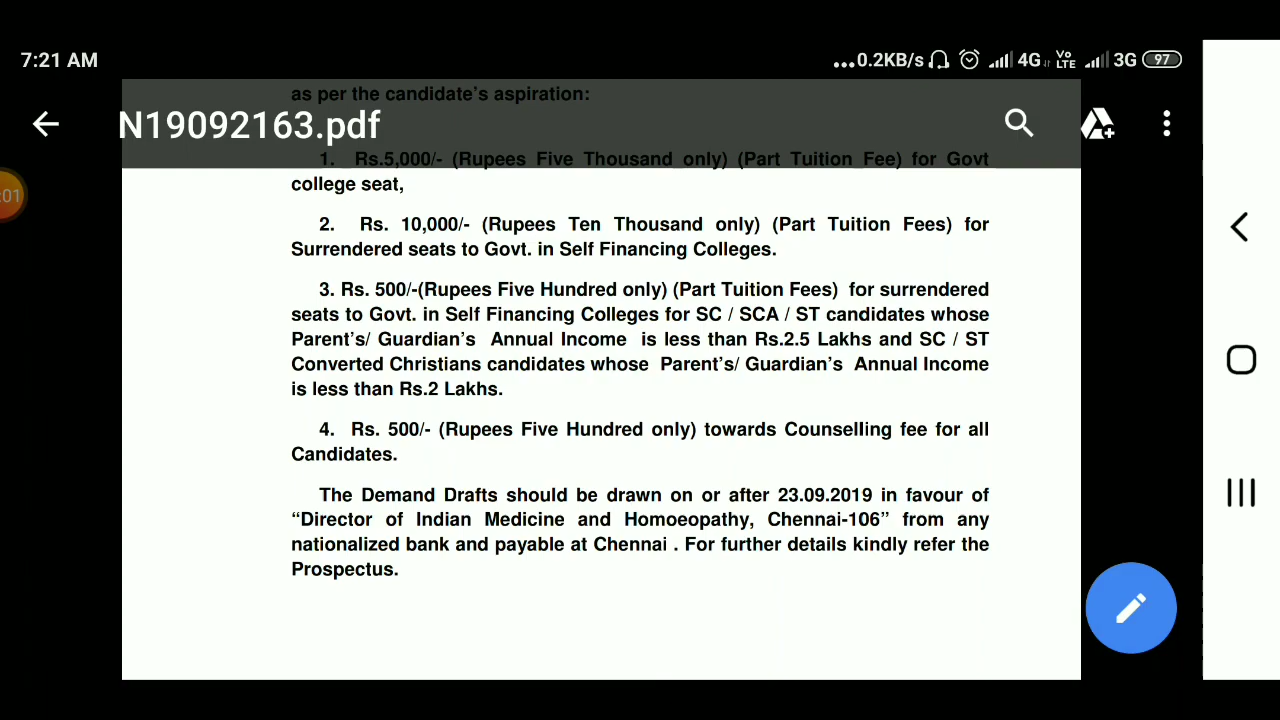 7:21 AM
...0.2KB/s 4G Vo LTE 3G 97
as per the candidate's aspiration:
N19092163.pdf
1. Rs.5,000/- (Rupees Five Thousand only) (Part Tuition Fee) for Govt
:01
college seat,
2. Rs. 10,000/- (Rupees Ten Thousand only) (Part Tuition Fees) for
Surrendered seats to Govt. in Self Financing Colleges.
3. Rs. 500/-(Rupees Five Hundred only) (Part Tuition Fees) for surrendered
seats to Govt. in Self Financing Colleges for SC / SCA / ST candidates whose
Parent's/ Guardian's Annual Income is less than Rs.2.5 Lakhs and SC / ST
Converted Christians candidates whose Parent's/ Guardian's Annual Income
is less than Rs.2 Lakhs.
4. Rs. 500/- (Rupees Five Hundred only) towards Counselling fee for all
Candidates.
The Demand Drafts should be drawn on or after 23.09.2019 in favour of
“Director of Indian Medicine and Homoeopathy, Chennai-106” from any
nationalized bank and payable at Chennai . For further details kindly refer the
Prospectus.